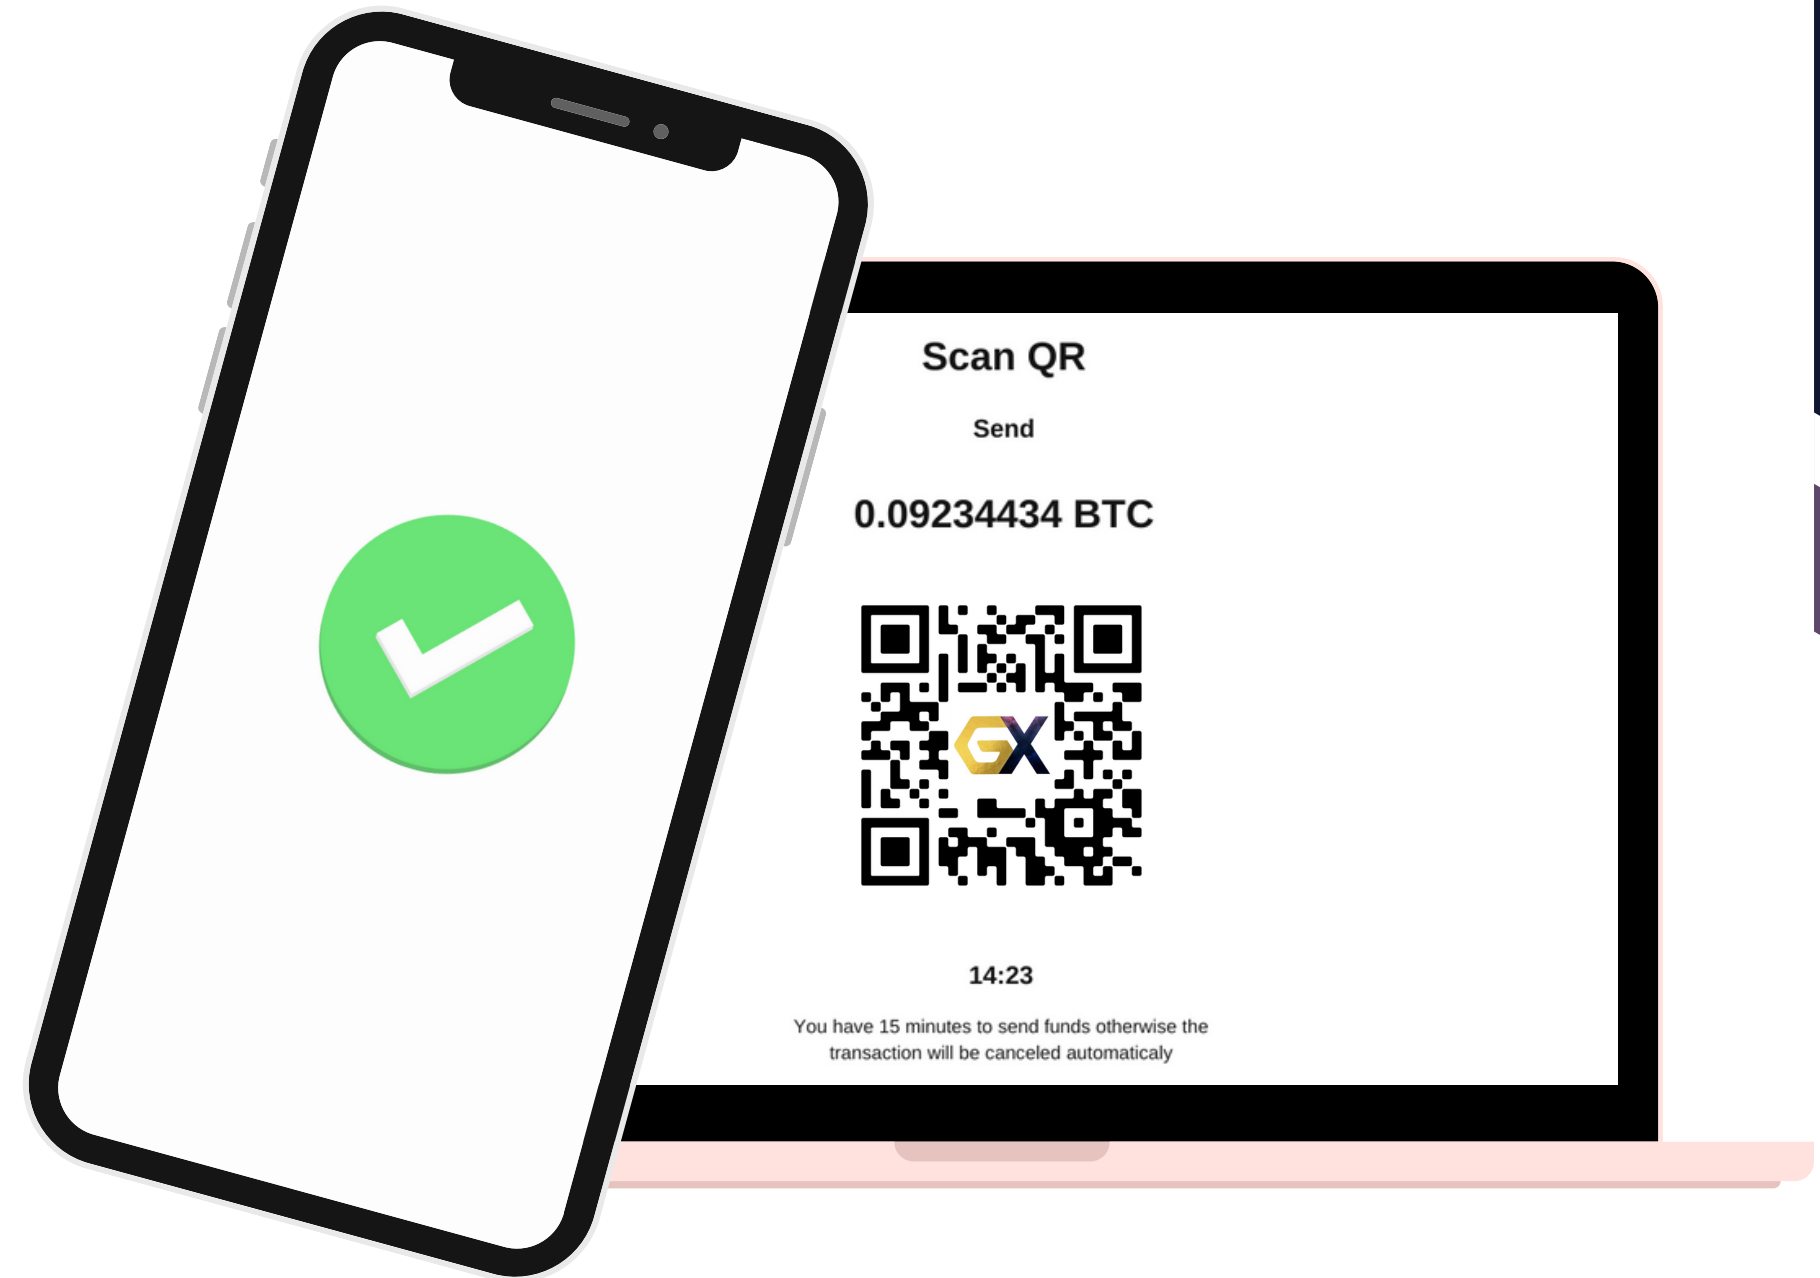 Scan QR
Send
0.09234434 BTC
GX
14:23
You have 15 minutes to send funds otherwise the
transaction will be canceled automaticaly